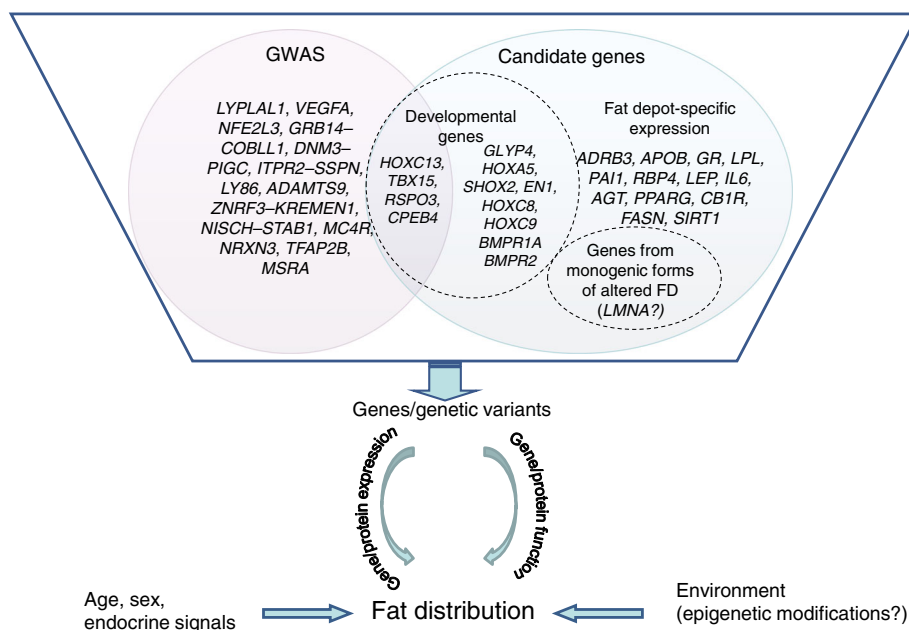 GWAS
Candidate genes
LYPLAL1, VEGFA,
NFE2L3, GRB14–
COBLL1, DNM3–
PIGC, ITPR2–SSPN,
LY86, ADAMTS9,
ZNRF3–KREMEN1,
NISCH–STAB1, MC4R,
NRXN3, TFAP2B,
MSRA
HOXC13,
TBX15,
RSPO3,
CPEB4
Developmental
genes
GLYP4,
HOXA5,
SHOX2, EN1,
HOXC8,
HOXC9
BMPR1A
BMPR2
Fat depot-specific
expression
ADRB3, APOB, GR, LPL,
PAI1, RBP4, LEP, IL6,
AGT, PPARG, CB1R,
FASN, SIRT1
Genes from
monogenic forms
of altered FD
(LMNA?)
Genes/genetic variants
Gene/protein expression
Gene/protein function
Age, sex,
endocrine signals
Fat distribution
Environment
(epigenetic modifications?)